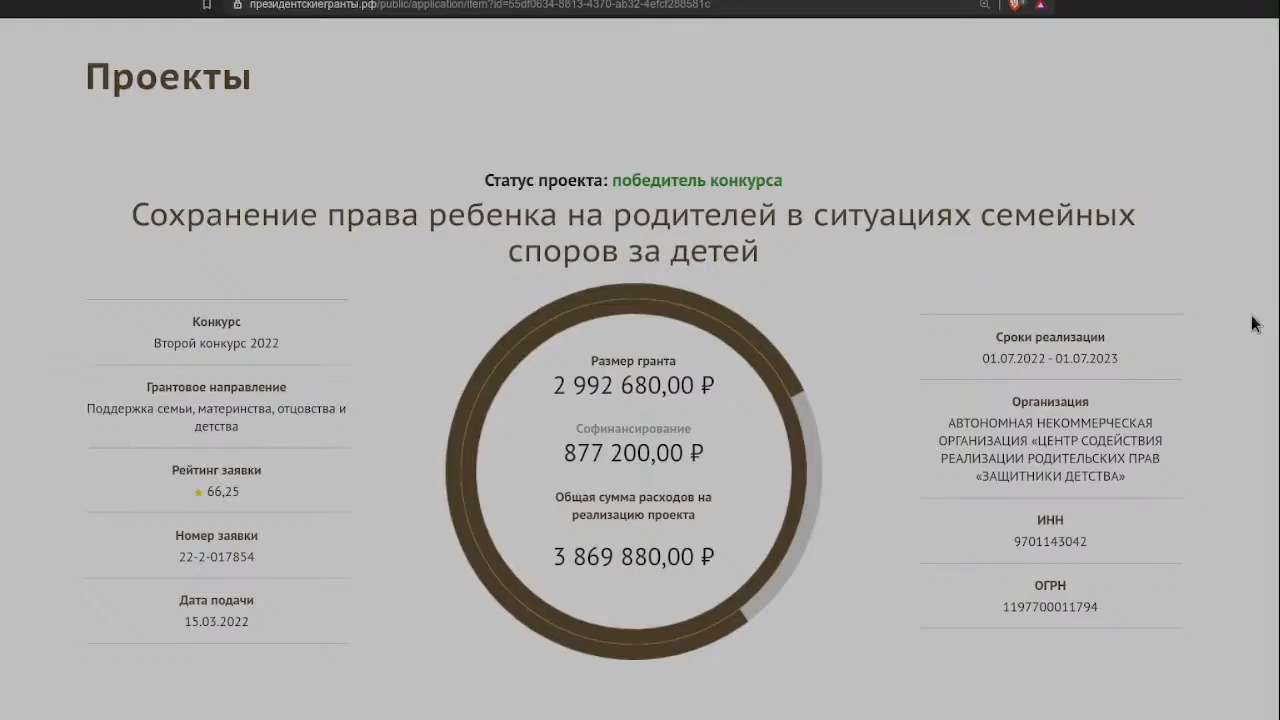 президентскиегранты.рф/public/application/item?id=55df0634-8813-4370-ab32-4efcf288581c
Проекты
Статус проекта: победитель конкурса
Сохранение права ребенка на родителей в ситуациях семейных
споров за детей
Конкурс
Второй конкурс 2022
Грантовое направление
Поддержка семьи, материнства, отцовства и
детства
Рейтинг заявки
66,25
Номер заявки
22-2-017854
Дата подачи
15.03.2022
Размер гранта
2 992 680,00 ₽
Софинансирование
877 200,00 ₽
Общая сумма расходов на
реализацию проекта
3 869 880,00 ₽
Сроки реализации
01.07.2022 - 01.07.2023
Организация
АВТОНОМНАЯ НЕКОММЕРЧЕСКАЯ
ОРГАНИЗАЦИЯ «ЦЕНТР СОДЕЙСТВИЯ
РЕАЛИЗАЦИИ РОДИТЕЛЬСКИХ ПРАВ
«ЗАЩИТНИКИ ДЕТСТВА»
ИНН
9701143042
ОГРН
1197700011794